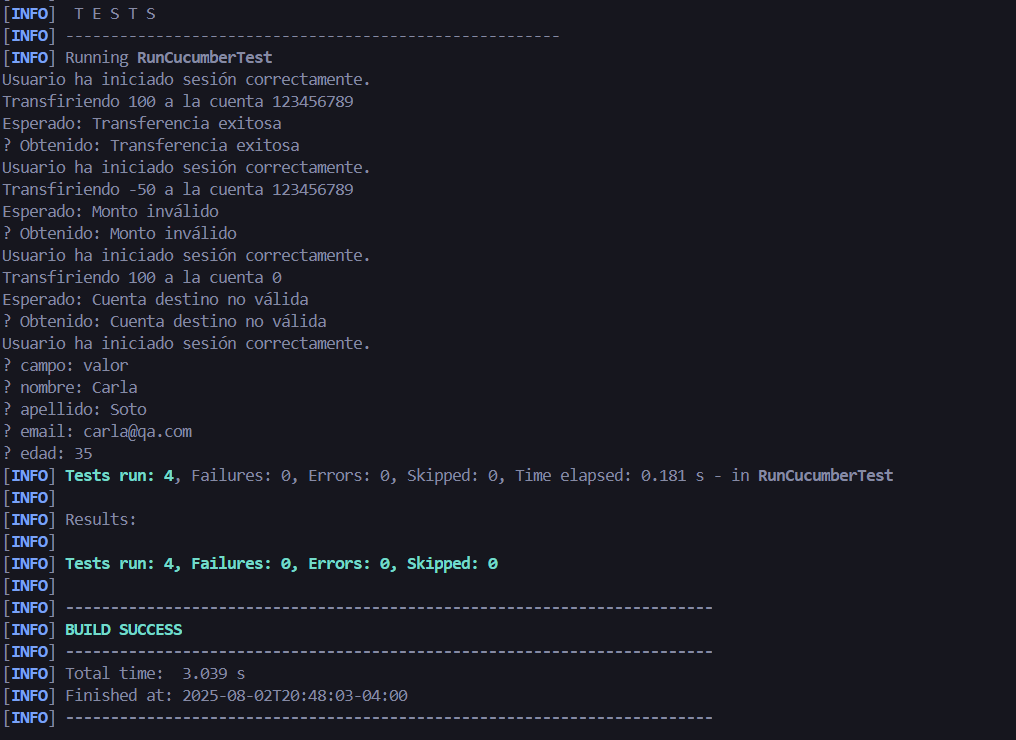 [INFO]  T E S T S
[INFO] -------------------------------------------------------
[INFO] Running RunCucumberTest
Usuario ha iniciado sesión correctamente.
Transfiriendo 100 a la cuenta 123456789
Esperado: Transferencia exitosa
? Obtenido: Transferencia exitosa
Usuario ha iniciado sesión correctamente.
Transfiriendo -50 a la cuenta 123456789
Esperado: Monto inválido
? Obtenido: Monto inválido
Usuario ha iniciado sesión correctamente.
Transfiriendo 100 a la cuenta 0
Esperado: Cuenta destino no válida
? Obtenido: Cuenta destino no válida
Usuario ha iniciado sesión correctamente.
? campo: valor
? nombre: Carla
? apellido: Soto
? email: carla@qa.com
? edad: 35
[INFO] Tests run: 4, Failures: 0, Errors: 0, Skipped: 0, Time elapsed: 0.181 s - in RunCucumberTest
[INFO]
[INFO] Results:
[INFO]
[INFO] Tests run: 4, Failures: 0, Errors: 0, Skipped: 0
[INFO]
[INFO] ------------------------------------------------------------------------
[INFO] BUILD SUCCESS
[INFO] ------------------------------------------------------------------------
[INFO] Total time:  3.039 s
[INFO] Finished at: 2025-08-02T20:48:03-04:00
[INFO] ------------------------------------------------------------------------